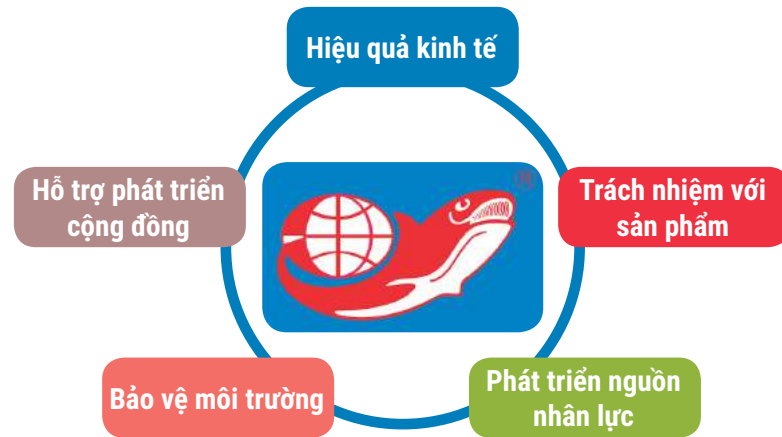 Hiệu quả kinh tế
Hỗ trợ phát triển
cộng đồng
Trách nhiệm với
sản phẩm
Bảo vệ môi trường
Phát triển nguồn
nhân lực
®